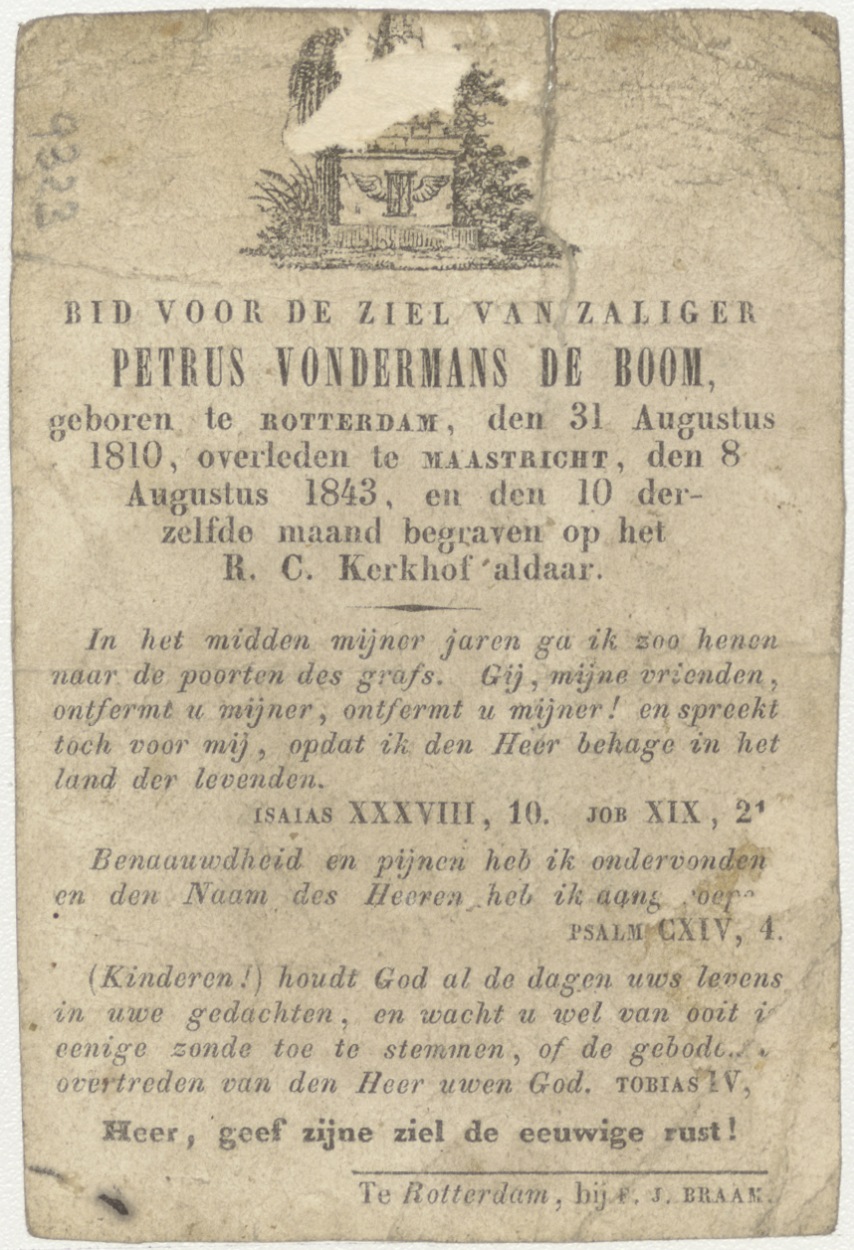 9323
BID VOOR DE ZIEL VAN ZALIGER
PETRUS VONDERMANS DE BOOM,
geboren te ROTTERDAM, den 31 Augustus
1810, overleden te MAASTRICHT, den 8
Augustus 1843, en den 10 der-
zelfde maand begraven op het
R. C. Kerkhof aldaar.
In het midden mijner jaren ga ik zoo henen
naar de poorten des grafs. Gij, mijne vrienden,
ontfermt u mijner, ontfermt u mijner! en spreekt
toch voor mij, opdat ik den Heer behage in het
land der levenden.
ISAIAS XXXVIII, 10. JOB XIX, 21
Benaauwdheid en pijnen heb ik ondervonden
en den Naam des Heeren heb ik
PSALM CXIV, 4.
(Kinderen!) houdt God al de dagen uws levens
in uwe gedachten, en wacht u wel van ooit i
eenige zonde toe te stemmen, of de
overtreden van den Heer uwen God. TOBIAS IV,
Heer, geef zijne ziel de eeuwige rust!
Te Rotterdam, bij F. J. BRAAM.